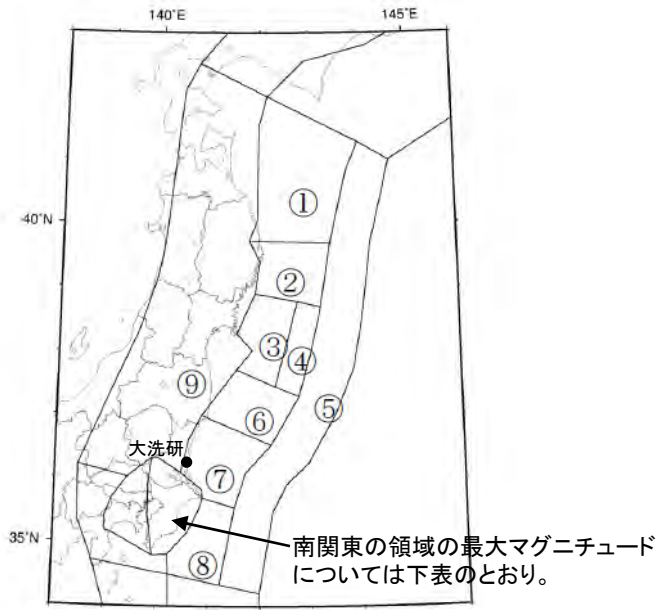 140°E
145°E
①
40°N
②
③
④
⑨
⑤
⑥
大洗研
⑦
35°N
南関東の領域の最大マグニチュード
については下表のとおり。
⑧